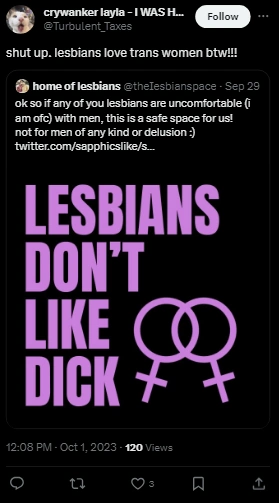 crywanker layla - I WAS H...
@Turbulent_Taxes
Follow
shut up. lesbians love trans women btw!!!
home of lesbians @thelesbianspace · Sep 29
ok so if any of you lesbians are uncomfortable (i
am ofc) with men, this is a safe space for us!
not for men of any kind or delusion :)
twitter.com/sapphicslike/s...
LESBIANS
DON'T
LIKE
DICK
12:08 PM · Oct 1, 2023 · 120 Views
3